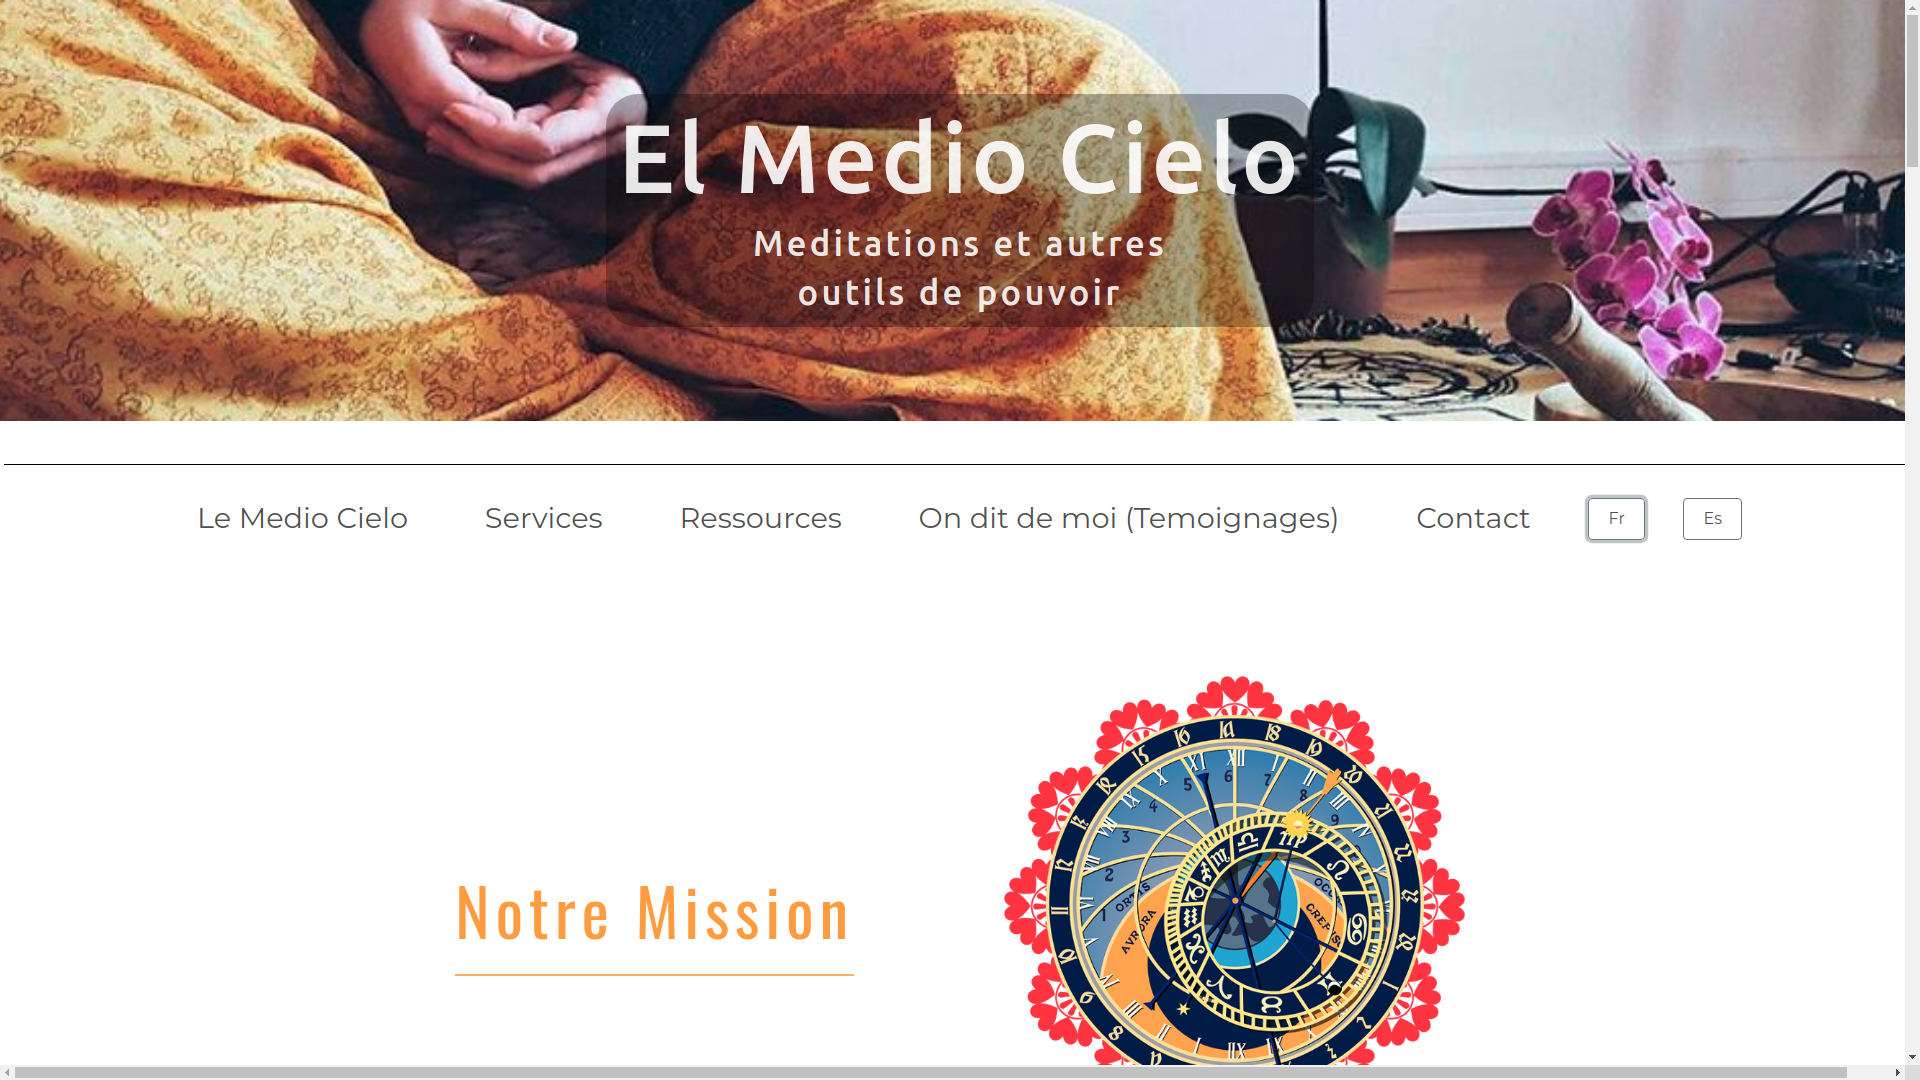 El Medio Cielo
Meditations et autres
outils de pouvoir
Le Medio Cielo
Services
Ressources
On dit de moi (Temoignages)
Contact
Fr
Es
Notre Mission